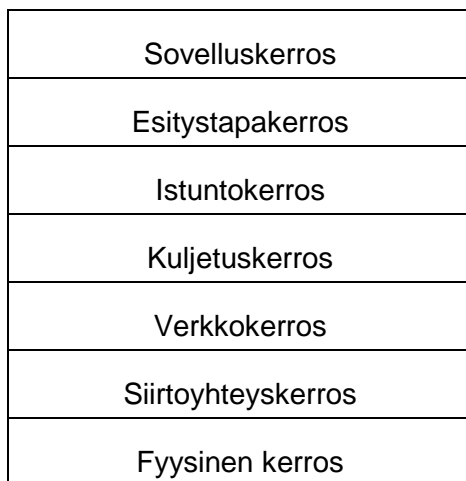 Sovelluskerros
Esitystapakerros
Istuntokerros
Kuljetuskerros
Verkkokerros
Siirtoyhteyskerros
Fyysinen kerros